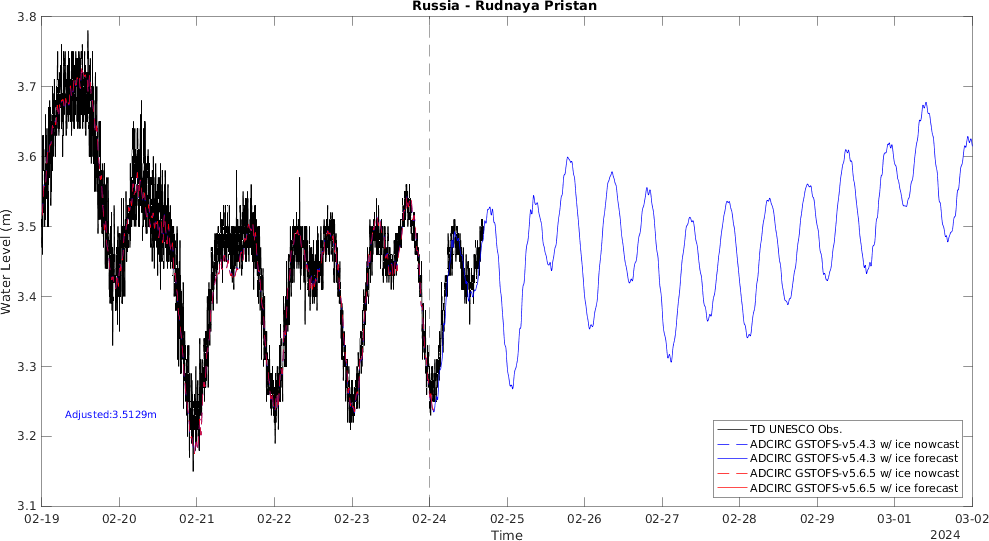 Russia - Rudnaya Pristan
3.8
3.7
3.6
3.5
3.4
3.3
3.2
3.1
Water Level (m)
Adjusted:3.5129m
TD UNESCO Obs.
ADCIRC GSTOFS-v5.4.3 w/ ice nowcast
ADCIRC GSTOFS-v5.4.3 w/ ice forecast
ADCIRC GSTOFS-v5.6.5 w/ ice nowcast
ADCIRC GSTOFS-v5.6.5 w/ ice forecast
02-19 02-20 02-21 02-22 02-23 02-24 02-25 02-26 02-27 02-28 02-29 03-01 03-02
Time
2024